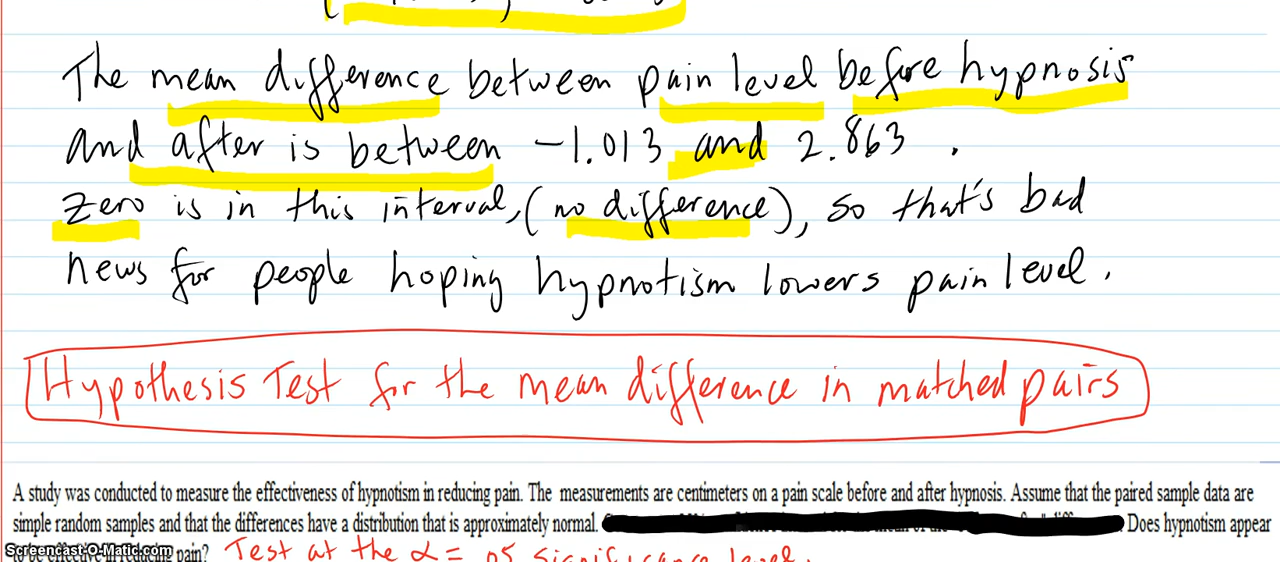 The mean difference between pain level before hypnosis
and after is between -1.013 and 2.863 .
Zero is in this interval, (no difference), so that's bad
news for people hoping hypnotism lowers pain level.
Hypothesis Test for the mean difference in matched pairs
A study was conducted to measure the effectiveness of hypnotism in reducing pain. The measurements are centimeters on a pain scale before and after hypnosis. Assume that the paired sample data are
simple random samples and that the differences have a distribution that is approximately normal. Does hypnotism appear
Screencast-O-Matic.com pain? Test at the α = .05 significance level.